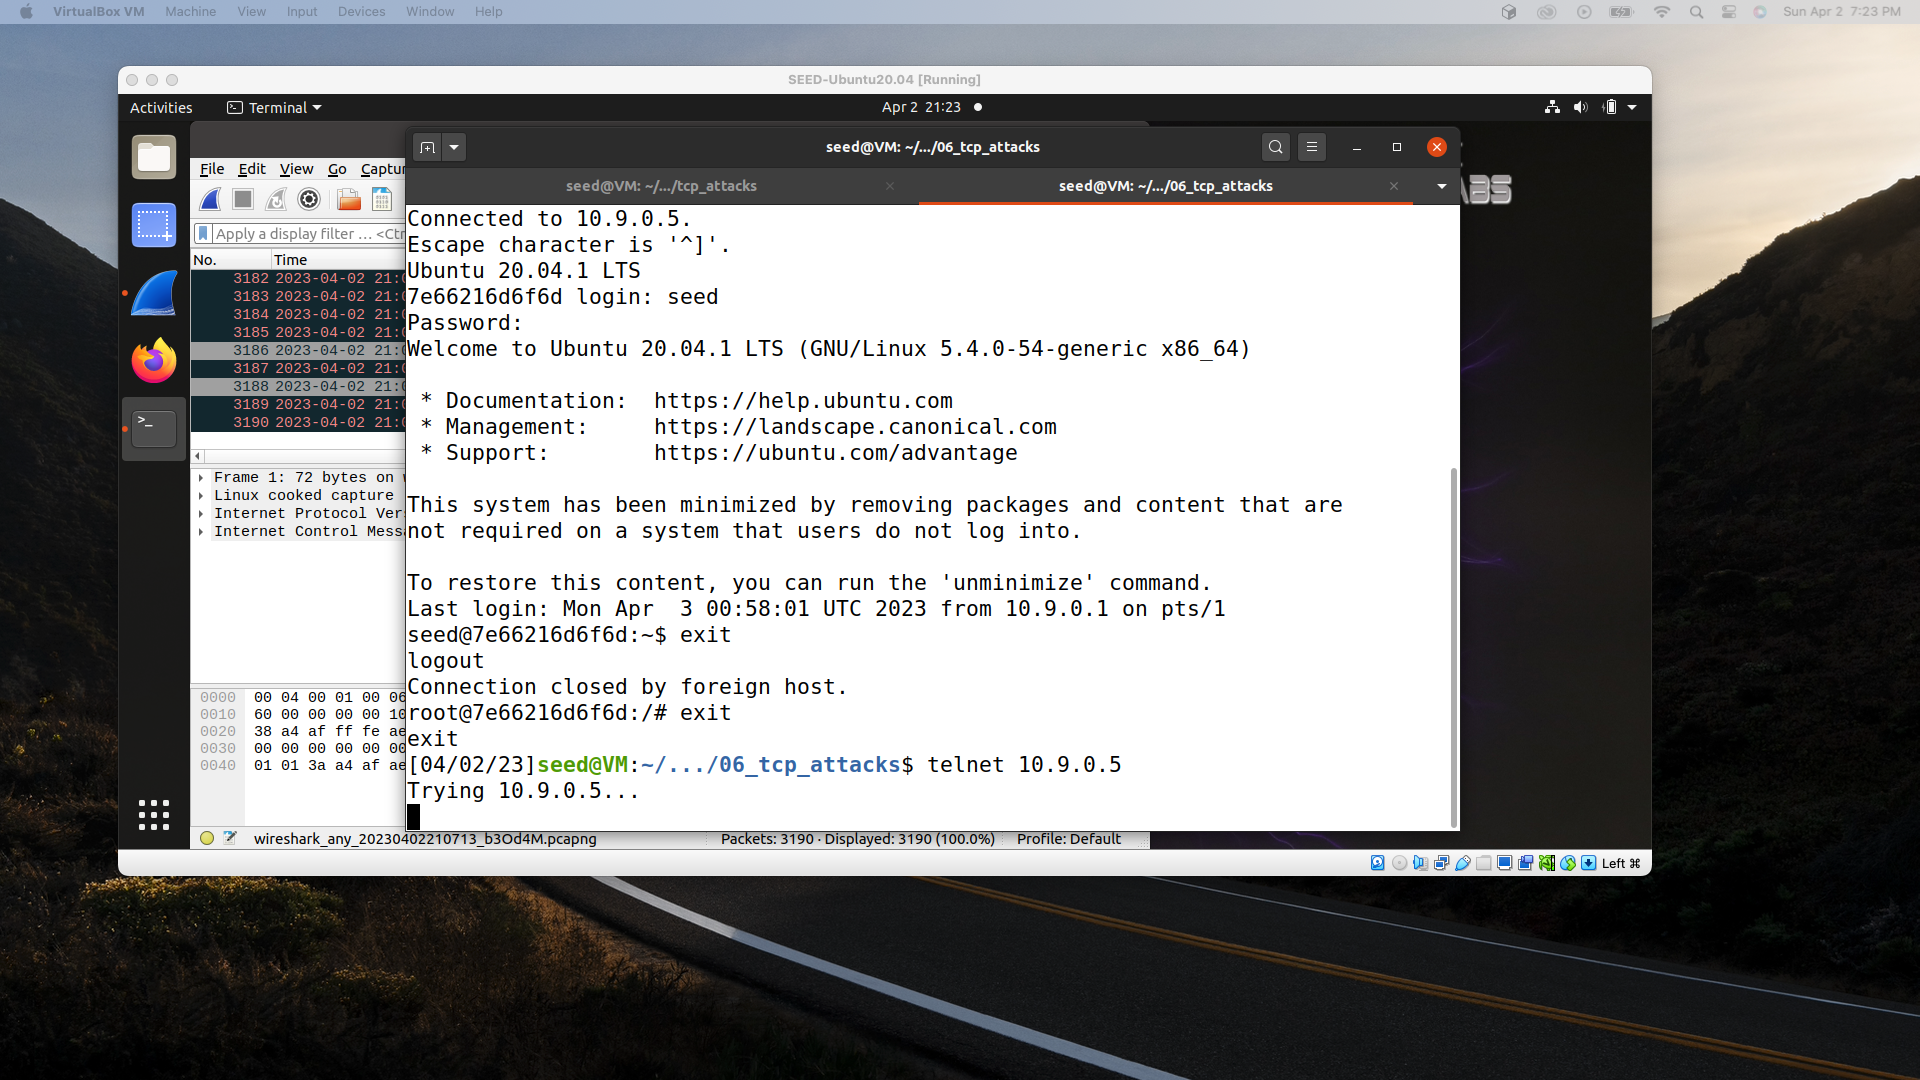 VirtualBox VM Machine View Input Devices Window Help Sun Apr 2 7:23 PM
SEED-Ubuntu20.04 [Running]
Activities Terminal Apr 2 21:23
seed@VM: ~/.../06_tcp_attacks
seed@VM: ~/.../tcp_attacks seed@VM: ~/.../06_tcp_attacks
File Edit View Go Captur
Apply a display filter ... <Ctr
No. Time
3182 2023-04-02 21:0
3183 2023-04-02 21:0
3184 2023-04-02 21:0
3185 2023-04-02 21:0
3186 2023-04-02 21:0
3187 2023-04-02 21:0
3188 2023-04-02 21:0
3189 2023-04-02 21:0
3190 2023-04-02 21:0
Frame 1: 72 bytes on
Linux cooked capture
Internet Protocol Ver
Internet Control Messa
0000 00 04 00 01 00 06
0010 60 00 00 00 00 10
0020 38 a4 af ff fe ae
0030 00 00 00 00 00 00
0040 01 01 3a a4 af ae
Connected to 10.9.0.5.
Escape character is '^]'.
Ubuntu 20.04.1 LTS
7e66216d6f6d login: seed
Password:
Welcome to Ubuntu 20.04.1 LTS (GNU/Linux 5.4.0-54-generic x86_64)
* Documentation: https://help.ubuntu.com
* Management: https://landscape.canonical.com
* Support: https://ubuntu.com/advantage
This system has been minimized by removing packages and content that are
not required on a system that users do not log into.
To restore this content, you can run the 'unminimize' command.
Last login: Mon Apr  3 00:58:01 UTC 2023 from 10.9.0.1 on pts/1
seed@7e66216d6f6d:~$ exit
logout
Connection closed by foreign host.
root@7e66216d6f6d:/# exit
exit
[04/02/23]seed@VM:~/.../06_tcp_attacks$ telnet 10.9.0.5
Trying 10.9.0.5...
ABS
wireshark_any_20230402210713_b3Od4M.pcapng Packets: 3190 · Displayed: 3190 (100.0%) Profile: Default
Left ⌘